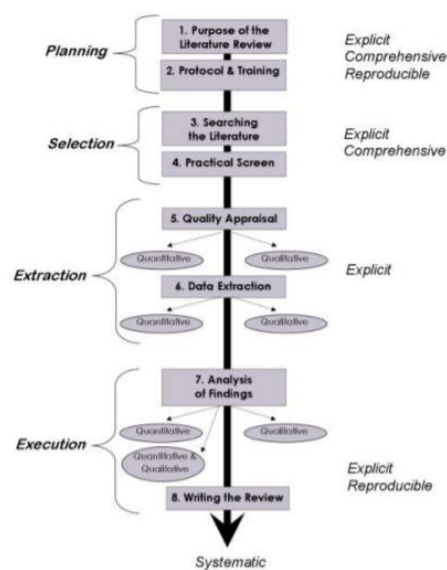 Planning
1. Purpose of the
Literature Review
2. Protocol & Training
Explicit
Comprehensive
Reproducible
Selection
3. Searching
the Literature
4. Practical Screen
Explicit
Comprehensive
Extraction
5. Quality Appraisal
Quantitative
Qualitative
6. Data Extraction
Quantitative
Qualitative
Explicit
Execution
7. Analysis
of Findings
Quantitative
Qualitative
Quantitative &
Qualitative
8. Writing the Review
Explicit
Reproducible
Systematic